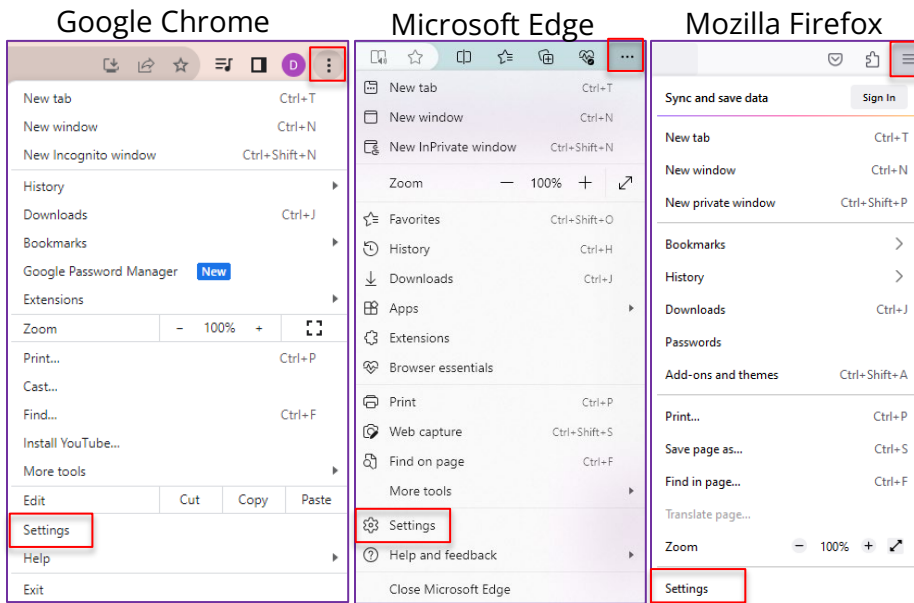 Google Chrome
D
New tab Ctrl+T
New window Ctrl+N
New Incognito window Ctrl+Shift+N
History
Downloads Ctrl+J
Bookmarks
Google Password Manager New
Extensions
Zoom - 100% +
Print... Ctrl+P
Cast...
Find... Ctrl+F
Install YouTube...
More tools
Edit Cut Copy Paste
Settings
Help
Exit
Microsoft Edge
New tab Ctrl+T
New window Ctrl+N
New InPrivate window Ctrl+Shift+N
Zoom — 100% +
Favorites Ctrl+Shift+O
History Ctrl+H
Downloads Ctrl+J
Apps
Extensions
Browser essentials
Print Ctrl+P
Web capture Ctrl+Shift+S
Find on page Ctrl+F
More tools
Settings
Help and feedback
Close Microsoft Edge
Mozilla Firefox
Sync and save data Sign In
New tab Ctrl+T
New window Ctrl+N
New private window Ctrl+Shift+P
Bookmarks
History
Downloads Ctrl+J
Passwords
Add-ons and themes Ctrl+Shift+A
Print... Ctrl+P
Save page as... Ctrl+S
Find in page... Ctrl+F
Translate page...
Zoom - 100% +
Settings